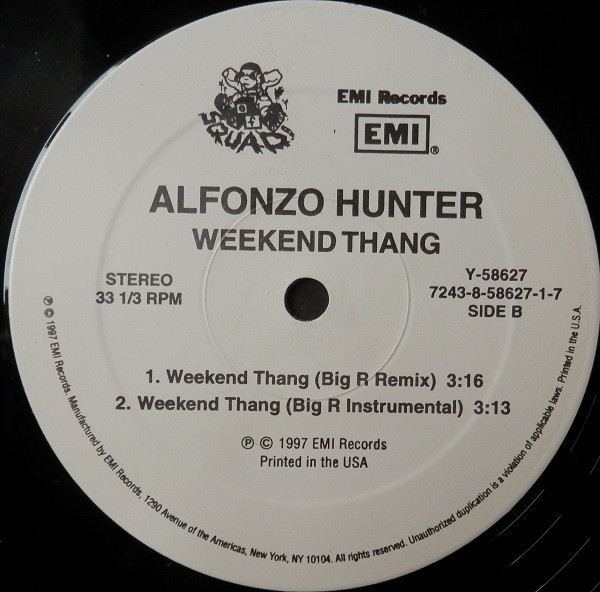 SQUAD
EMI Records
EMI®
ALFONZO HUNTER
WEEKEND THANG
STEREO
33 1/3 RPM
Y-58627
7243-8-58627-1-7
SIDE B
1. Weekend Thang (Big R Remix) 3:16
2. Weekend Thang (Big R Instrumental) 3:13
℗ © 1997 EMI Records
Printed in the USA
℗ © 1997 EMI Records. Manufactured by EMI Records, 1290 Avenue of the Americas, New York, NY 10104. All rights reserved. Unauthorized duplication is a violation of applicable laws. Printed in the U.S.A.